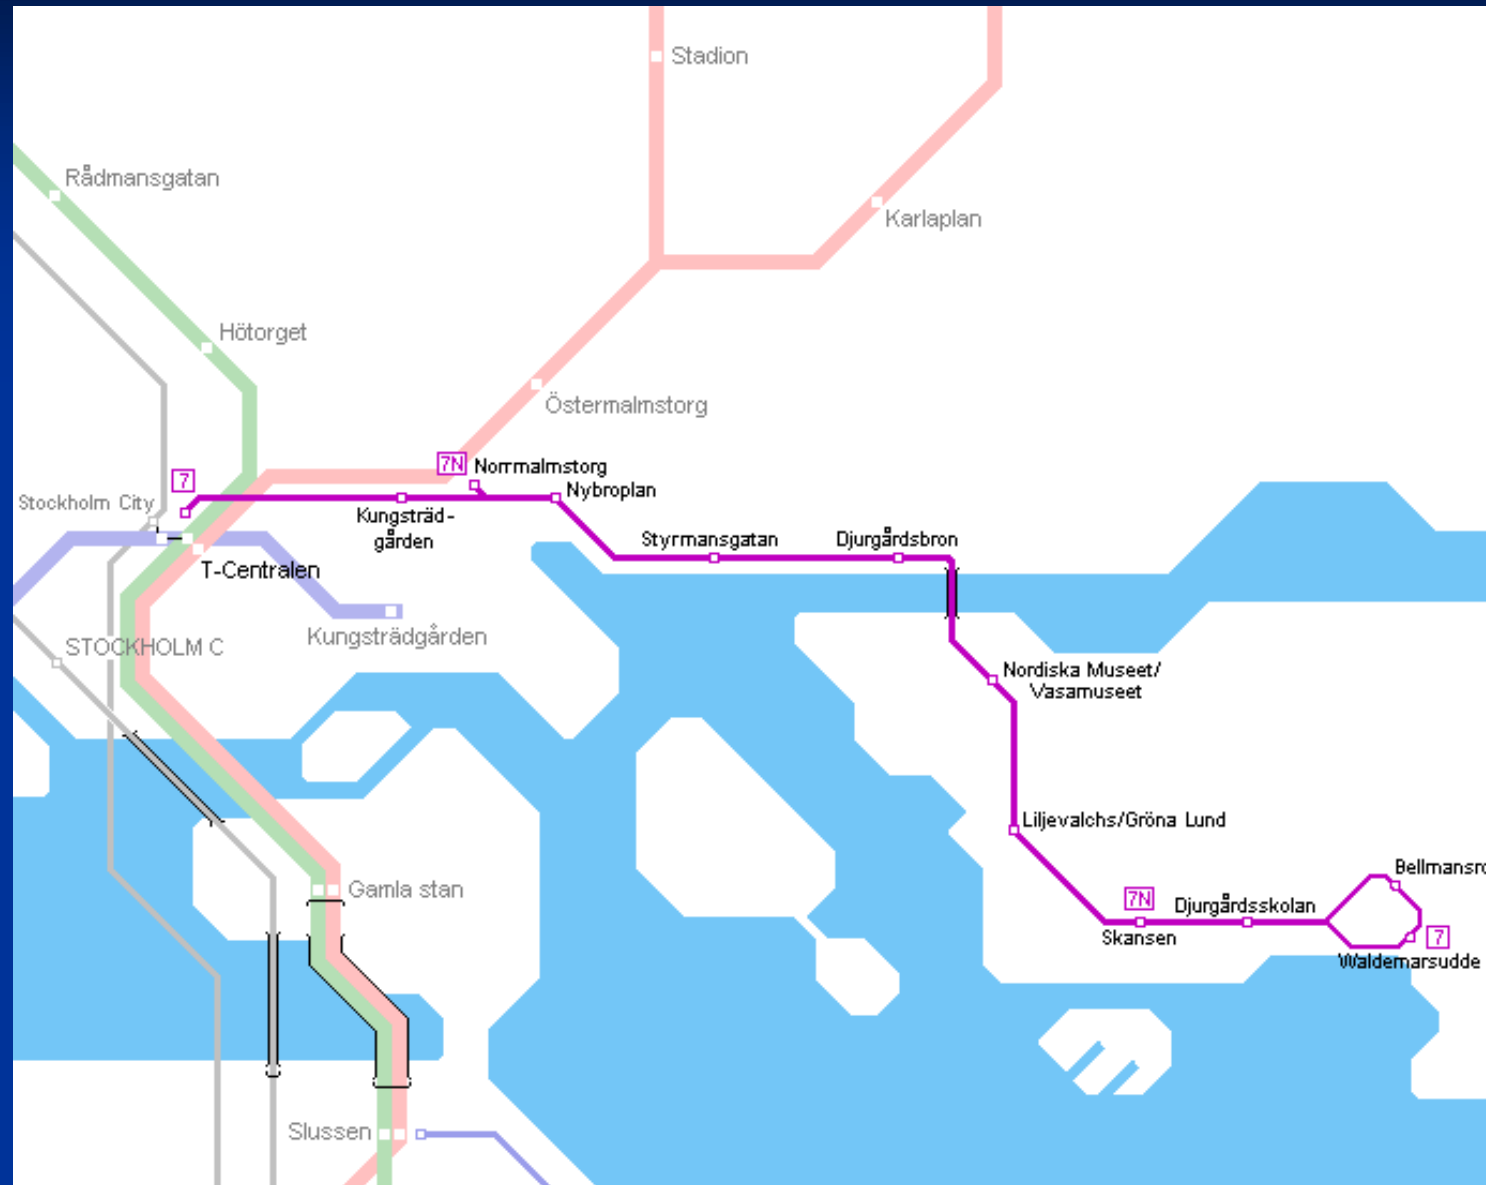 Stadion
Rådmansgatan
Karlaplan
Hötorget
Östermalmstorg
7N
Norrmalmstorg
7
Nybroplan
Stockholm City
Kungsträd-
gården
Styrmansgatan
Djurgårdsbron
T-Centralen
Kungsträdgården
STOCKHOLM C
Nordiska Museet/
Vasamuseet
Liljevalchs/Gröna Lund
Bellmansro
Gamla stan
7N
Djurgårdsskolan
Skansen
7
Waldemarsudde
Slussen